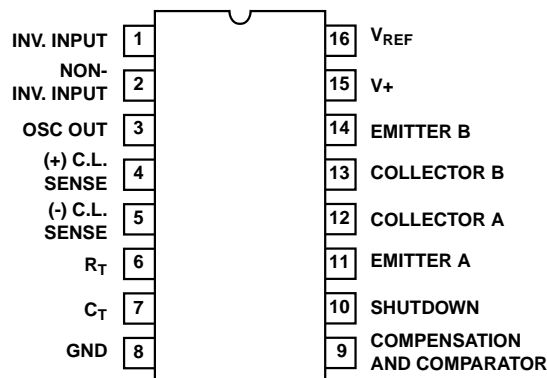 INV. INPUT 1 16 VREF
NON-
INV. INPUT 2 15 V+
OSC OUT 3 14 EMITTER B
(+) C.L.
SENSE 4 13 COLLECTOR B
(-) C.L.
SENSE 5 12 COLLECTOR A
RT 6 11 EMITTER A
CT 7 10 SHUTDOWN
GND 8 9 COMPENSATION
AND COMPARATOR